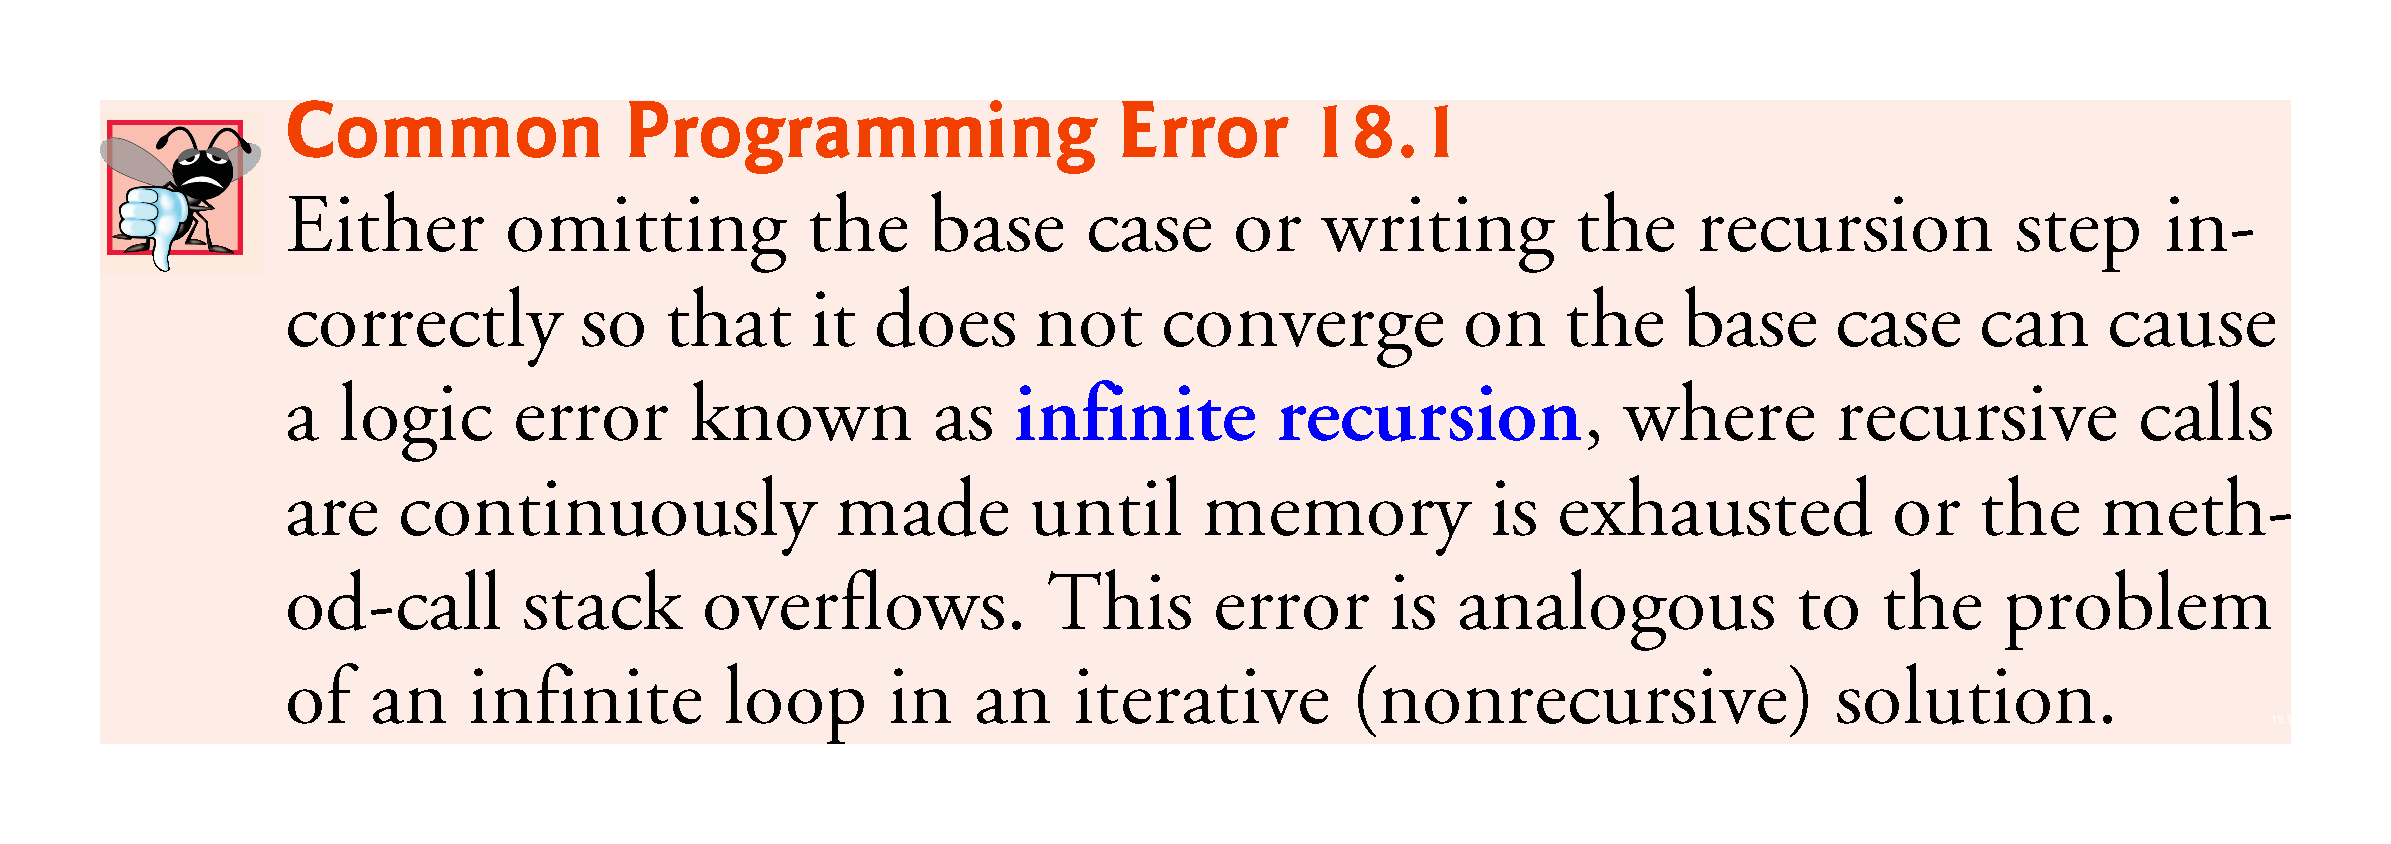 Common Programming Error 18.1
Either omitting the base case or writing the recursion step in-
correctly so that it does not converge on the base case can cause
a logic error known as infinite recursion, where recursive calls
are continuously made until memory is exhausted or the meth-
od-call stack overflows. This error is analogous to the problem
of an infinite loop in an iterative (nonrecursive) solution.